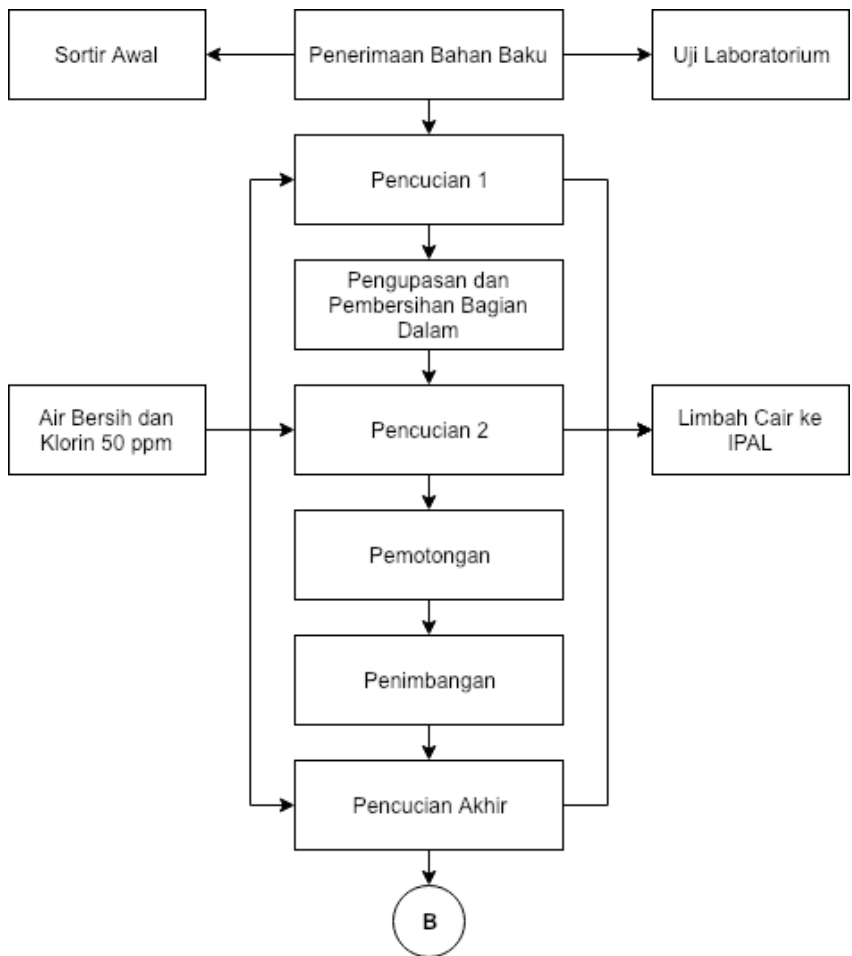 Sortir Awal
Penerimaan Bahan Baku
Uji Laboratorium
Pencucian 1
Pengupasan dan
Pembersihan Bagian
Dalam
Air Bersih dan
Klorin 50 ppm
Pencucian 2
Limbah Cair ke
IPAL
Pemotongan
Penimbangan
Pencucian Akhir
B